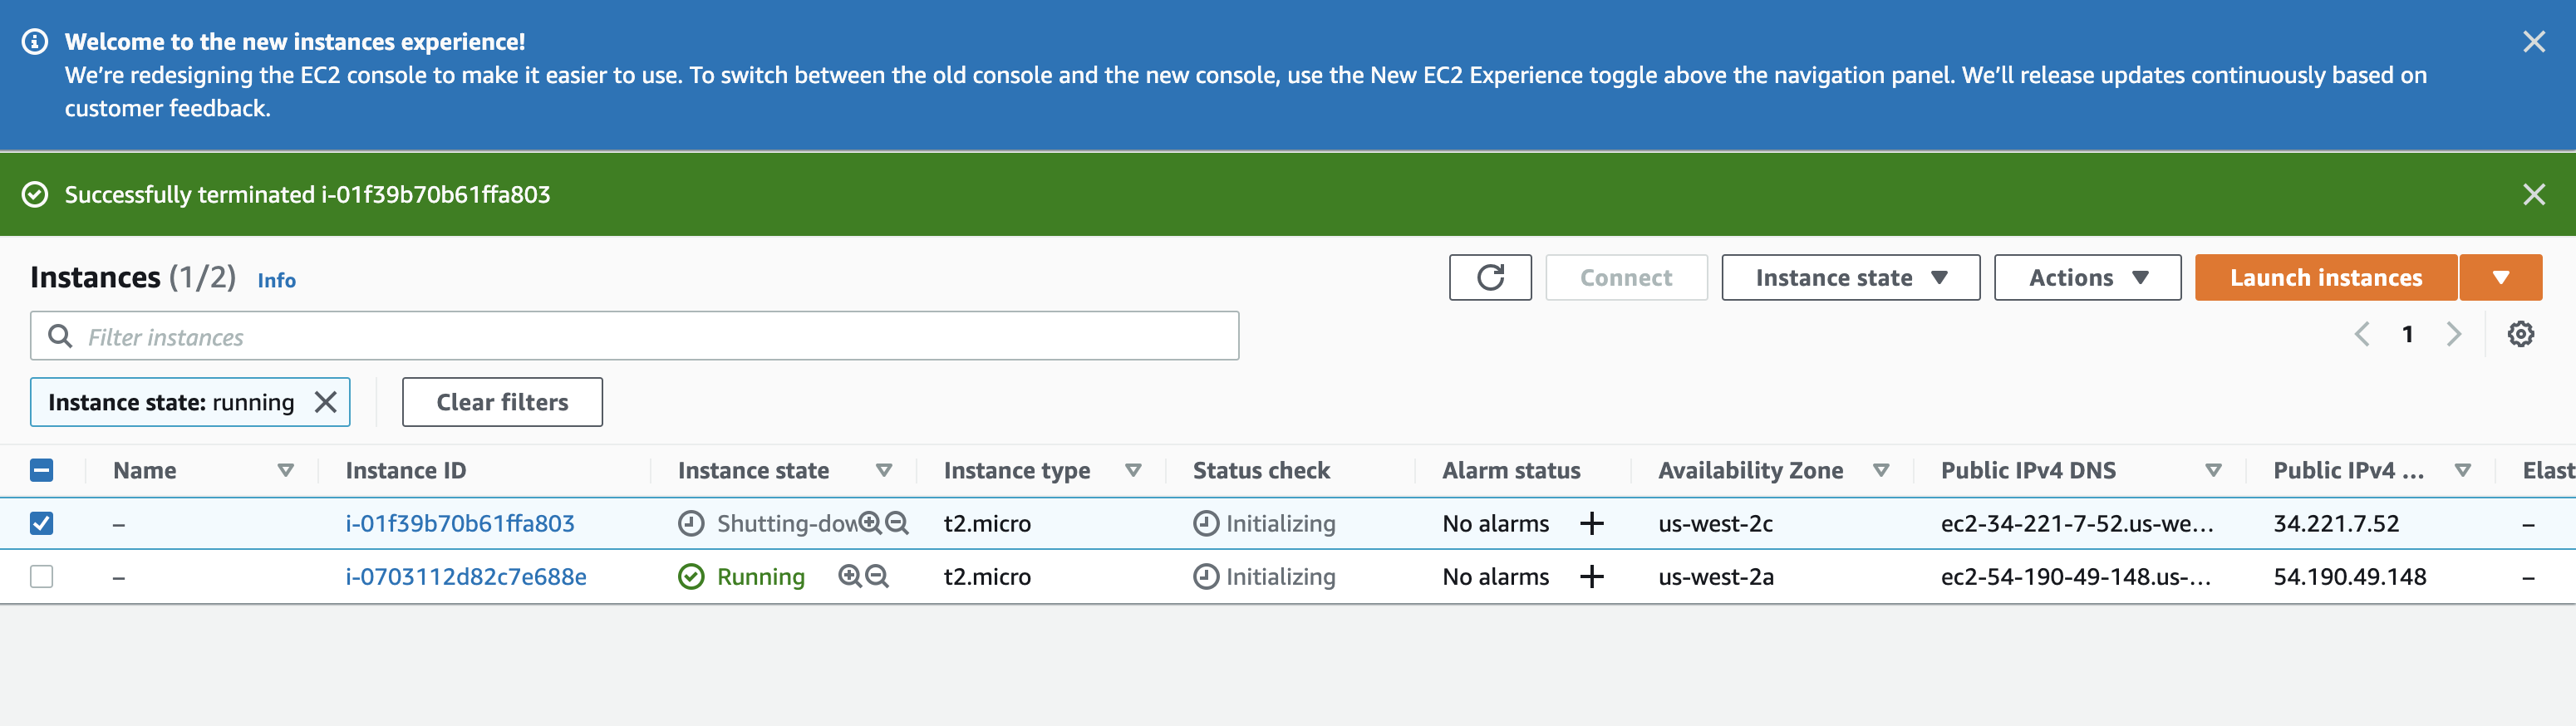 Welcome to the new instances experience!
We're redesigning the EC2 console to make it easier to use. To switch between the old console and the new console, use the New EC2 Experience toggle above the navigation panel. We'll release updates continuously based on
customer feedback.
Successfully terminated i-01f39b70b61ffa803
Instances (1/2) Info Connect Instance state Actions Launch instances
Filter instances 1
Instance state: running Clear filters
Name Instance ID Instance state Instance type Status check Alarm status Availability Zone Public IPv4 DNS Public IPv4 ... Elast
– i-01f39b70b61ffa803 Shutting-dow t2.micro Initializing No alarms + us-west-2c ec2-34-221-7-52.us-we... 34.221.7.52 –
– i-0703112d82c7e688e Running t2.micro Initializing No alarms + us-west-2a ec2-54-190-49-148.us-... 54.190.49.148 –